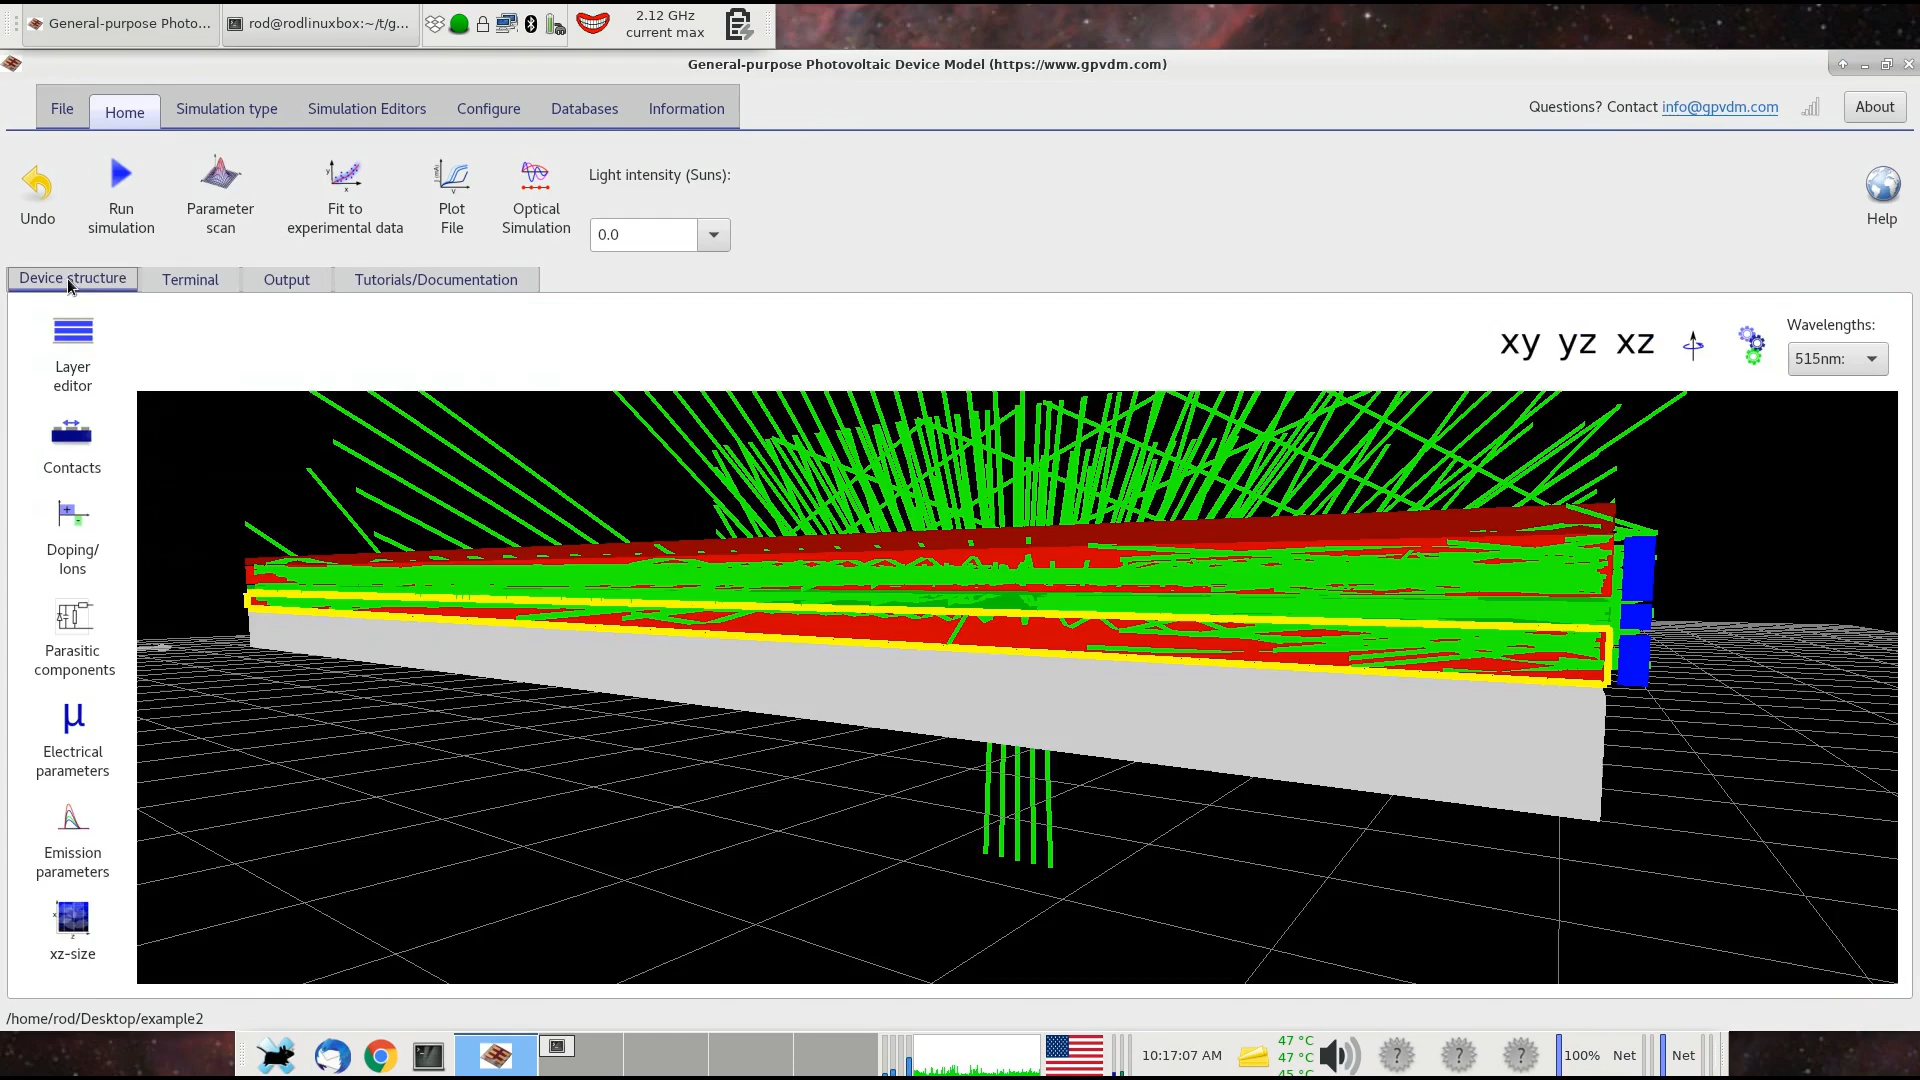 General-purpose Photo...
rod@rodlinuxbox:~/t/g...
2.12 GHz
current max
General-purpose Photovoltaic Device Model (https://www.gpvdm.com)
File
Home
Simulation type
Simulation Editors
Configure
Databases
Information
Questions? Contact info@gpvdm.com
About
Undo
Run
simulation
Parameter
scan
Fit to
experimental data
Plot
File
Optical
Simulation
Light intensity (Suns):
0.0
Help
Device structure
Terminal
Output
Tutorials/Documentation
Layer
editor
Contacts
Doping/
Ions
Parasitic
components
μ
Electrical
parameters
Emission
parameters
xz-size
xy yz xz
Wavelengths:
515nm:
/home/rod/Desktop/example2
10:17:07 AM
47 °C
47 °C
45 °C
100%
Net
Net